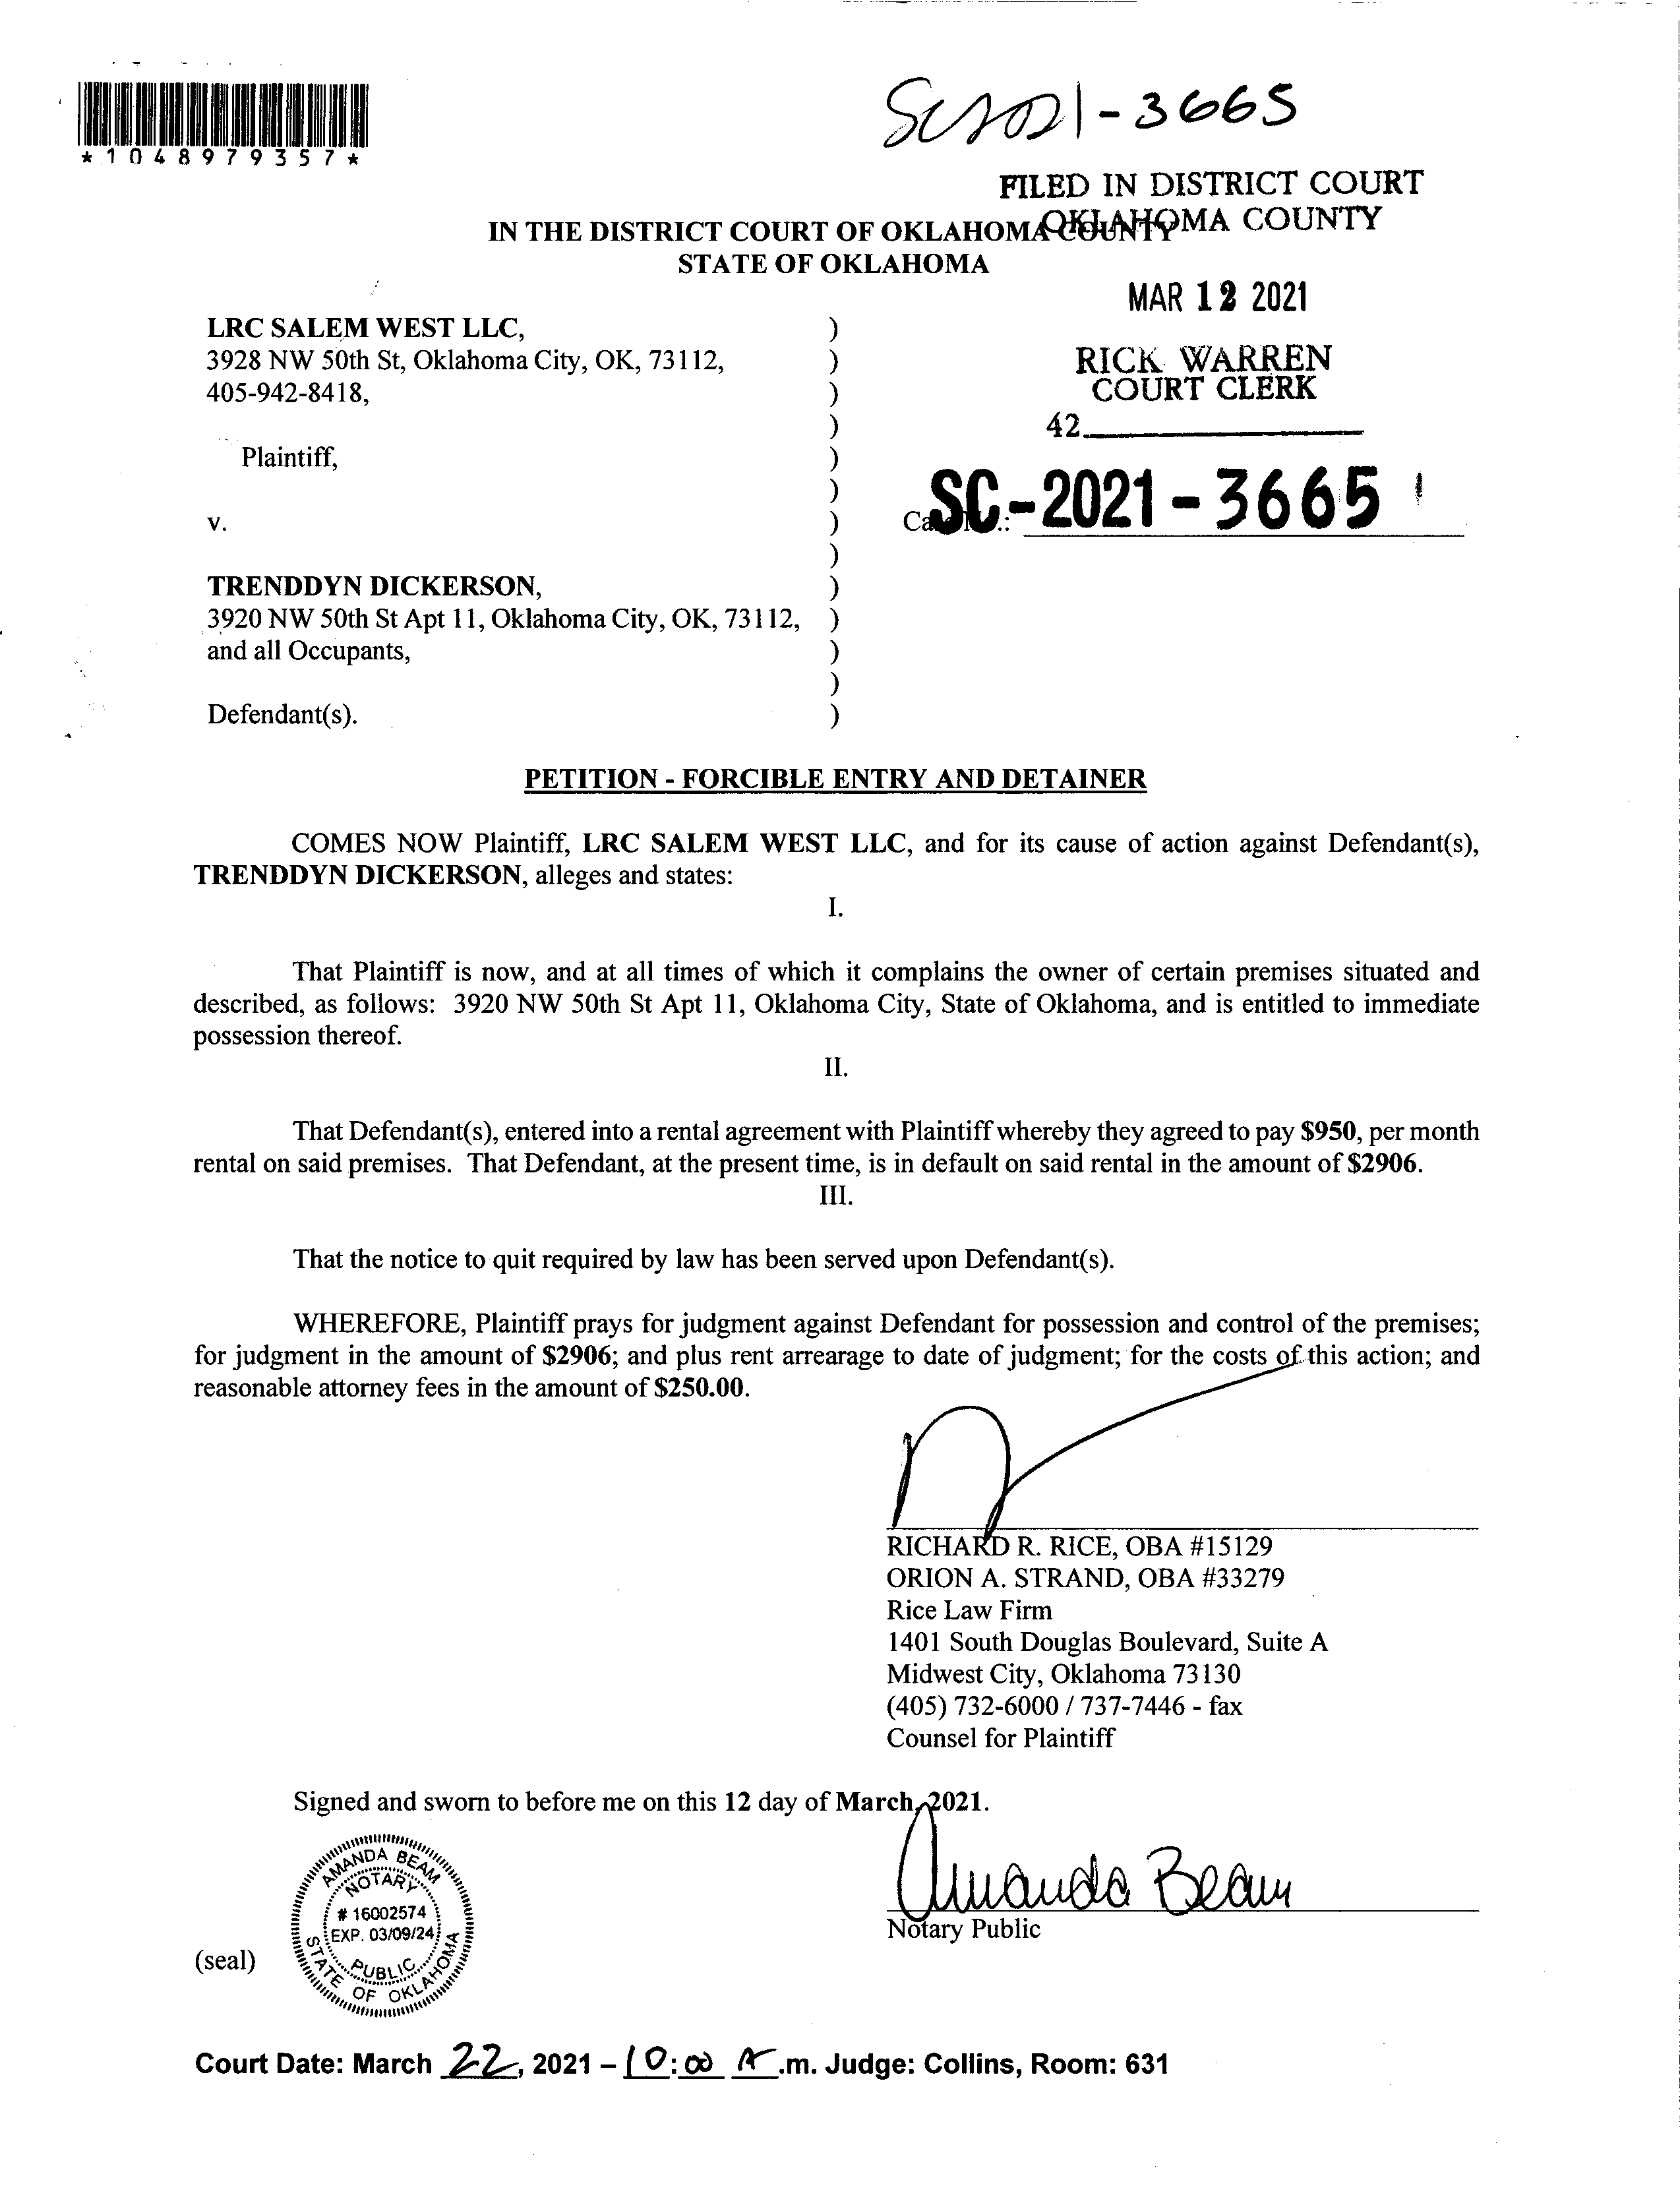 *1048979357*
SC2021-3665
FILED IN DISTRICT COURT
OKLAHOMA COUNTY
IN THE DISTRICT COURT OF OKLAHOMA COUNTY
STATE OF OKLAHOMA
MAR 12 2021
RICK WARREN
COURT CLERK
42
LRC SALEM WEST LLC, )
3928 NW 50th St, Oklahoma City, OK, 73112, )
405-942-8418, )
)
Plaintiff, )
)
v. ) SC-2021-3665
)
TRENDDYN DICKERSON, )
3920 NW 50th St Apt 11, Oklahoma City, OK, 73112, )
and all Occupants, )
)
Defendant(s). )
PETITION - FORCIBLE ENTRY AND DETAINER
COMES NOW Plaintiff, LRC SALEM WEST LLC, and for its cause of action against Defendant(s),
TRENDDYN DICKERSON, alleges and states:
I.
That Plaintiff is now, and at all times of which it complains the owner of certain premises situated and
described, as follows: 3920 NW 50th St Apt 11, Oklahoma City, State of Oklahoma, and is entitled to immediate
possession thereof.
II.
That Defendant(s), entered into a rental agreement with Plaintiff whereby they agreed to pay $950, per month
rental on said premises. That Defendant, at the present time, is in default on said rental in the amount of $2906.
III.
That the notice to quit required by law has been served upon Defendant(s).
WHEREFORE, Plaintiff prays for judgment against Defendant for possession and control of the premises;
for judgment in the amount of $2906; and plus rent arrearage to date of judgment; for the costs of this action; and
reasonable attorney fees in the amount of $250.00.
RICHARD R. RICE, OBA #15129
ORION A. STRAND, OBA #33279
Rice Law Firm
1401 South Douglas Boulevard, Suite A
Midwest City, Oklahoma 73130
(405) 732-6000 / 737-7446 - fax
Counsel for Plaintiff
Signed and sworn to before me on this 12 day of March, 2021.
Amanda Beam
Notary Public
(seal)
AMANDA BEAM
NOTARY
# 16002574
EXP. 03/09/24
PUBLIC
STATE OF OKLAHOMA
Court Date: March 22, 2021 – 10:00 A.m. Judge: Collins, Room: 631